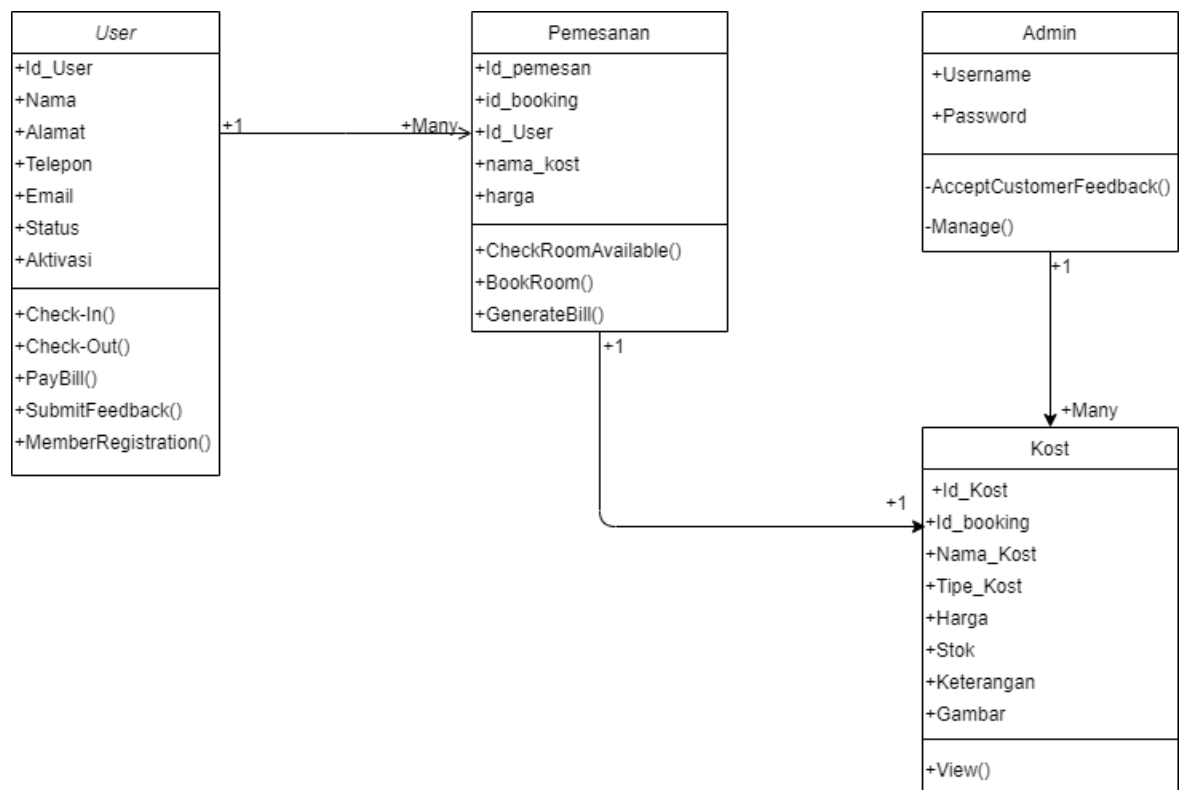 User
+Id_User
+Nama
+Alamat
+Telepon
+Email
+Status
+Aktivasi
+Check-In()
+Check-Out()
+PayBill()
+SubmitFeedback()
+MemberRegistration()
+1
+Many
Pemesanan
+Id_pemesan
+id_booking
+Id_User
+nama_kost
+harga
+CheckRoomAvailable()
+BookRoom()
+GenerateBill()
+1
+1
Admin
+Username
+Password
-AcceptCustomerFeedback()
-Manage()
+1
+Many
Kost
+Id_Kost
+Id_booking
+Nama_Kost
+Tipe_Kost
+Harga
+Stok
+Keterangan
+Gambar
+View()